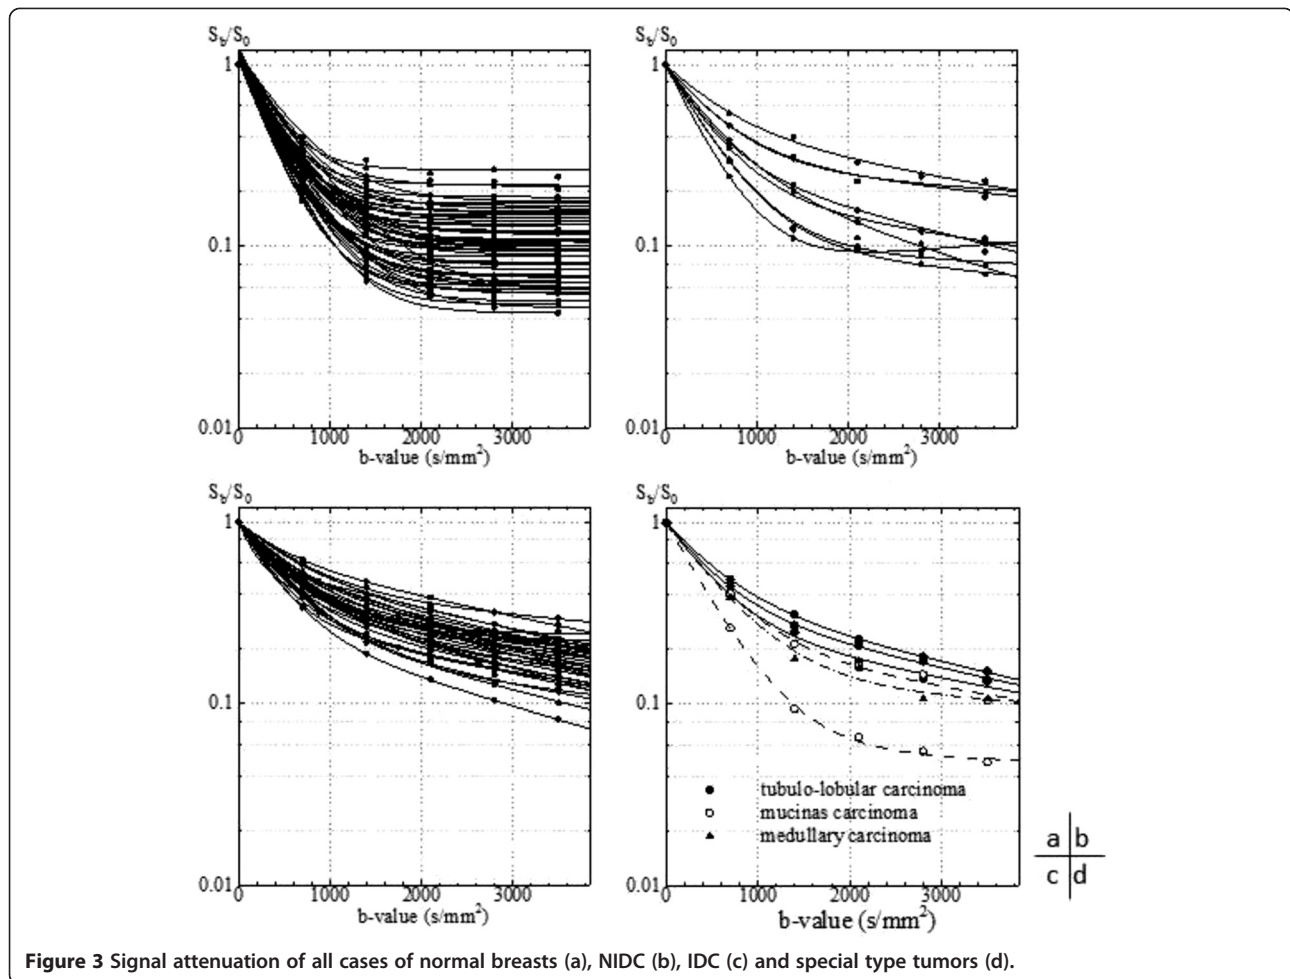 S_b/S_0
S_b/S_0
1
0.1
0.01
0 1000 2000 3000
b-value (s/mm²)
1
0.1
0.01
0 1000 2000 3000
b-value (s/mm²)
S_b/S_0
S_b/S_0
1
0.1
0.01
0 1000 2000 3000
b-value (s/mm²)
1
0.1
0.01
0 1000 2000 3000
b-value (s/mm²)
tubulo-lobular carcinoma
mucinas carcinoma
medullary carcinoma
a b
c d
Figure 3 Signal attenuation of all cases of normal breasts (a), NIDC (b), IDC (c) and special type tumors (d).